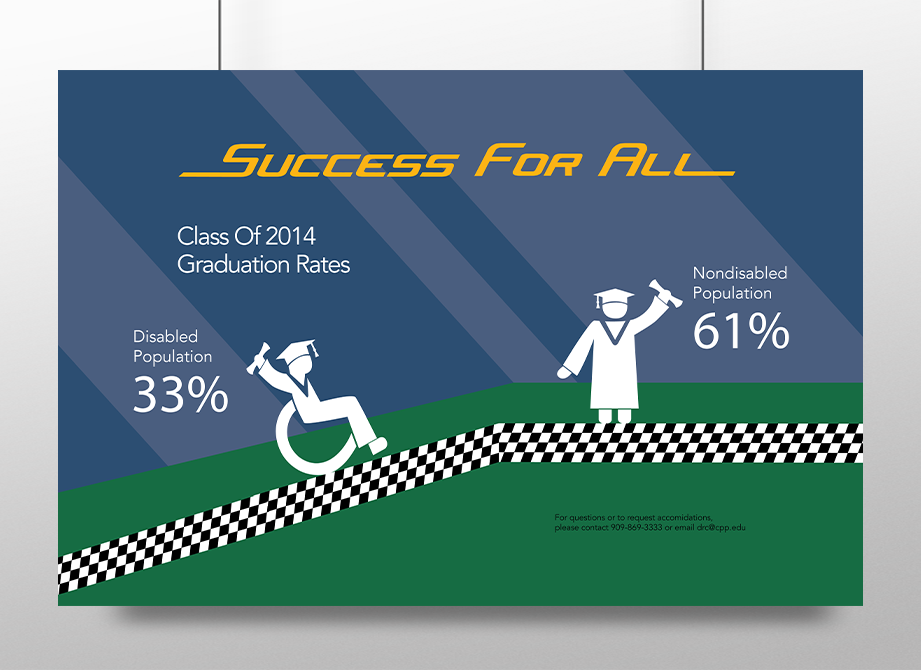 Success For All
Class Of 2014
Graduation Rates
Nondisabled
Population
61%
Disabled
Population
33%
For questions or to request accomidations,
please contact 909-869-3333 or email drc@cpp.edu